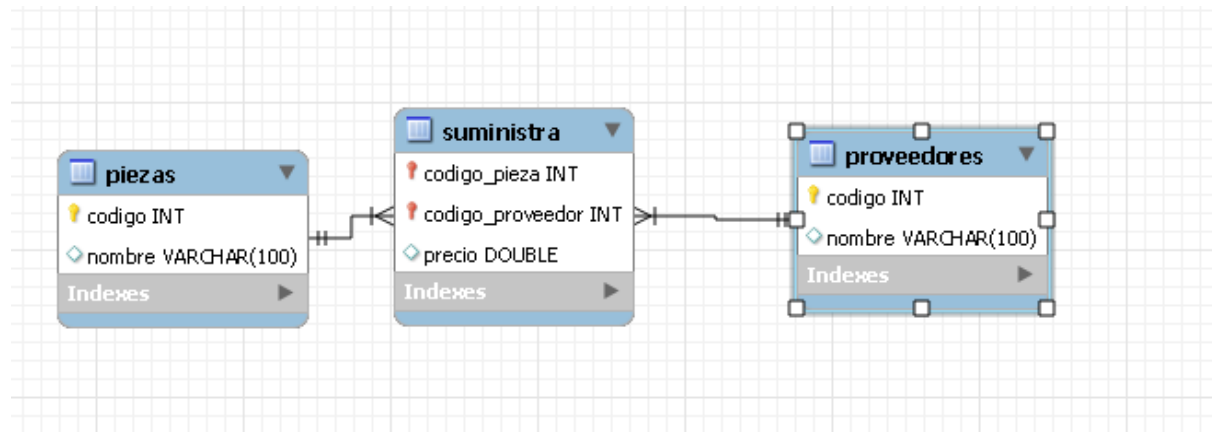 piezas
codigo INT
nombre VARCHAR(100)
Indexes
suministra
codigo_pieza INT
codigo_proveedor INT
precio DOUBLE
Indexes
proveedores
codigo INT
nombre VARCHAR(100)
Indexes